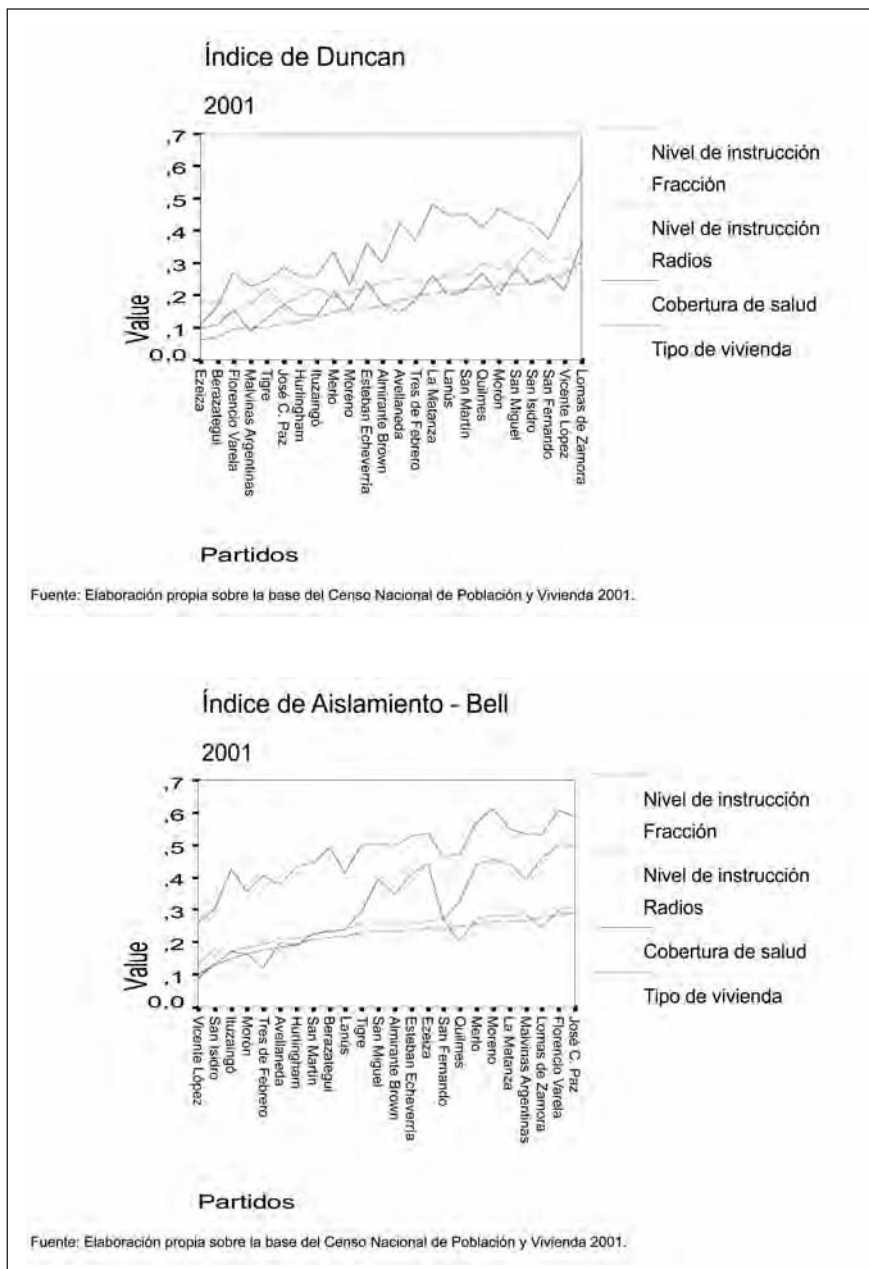 Índice de Duncan
2001
,7
,6
,5
,4
,3
,2
,1
0,0
Value
Ezeiza
Berazategui
Florencio Varela
Malvinas Argentinas
Tigre
José C. Paz
Hurlingham
Ituzaingó
Merlo
Moreno
Esteban Echeverría
Almirante Brown
Avellaneda
Tres de Febrero
La Matanza
Lanús
San Martín
Quilmes
Morón
San Miguel
San Isidro
San Fernando
Vicente López
Lomas de Zamora
Partidos
Nivel de instrucción
Fracción
Nivel de instrucción
Radios
Cobertura de salud
Tipo de vivienda
Fuente: Elaboración propia sobre la base del Censo Nacional de Población y Vivienda 2001.
Índice de Aislamiento - Bell
2001
,7
,6
,5
,4
,3
,2
,1
0,0
Value
Vicente López
San Isidro
Ituzaingó
Morón
Tres de Febrero
Avellaneda
Hurlingham
San Martín
Berazategui
Lanús
Tigre
San Miguel
Almirante Brown
Esteban Echeverría
Ezeiza
San Fernando
Quilmes
Merlo
Moreno
La Matanza
Malvinas Argentinas
Lomas de Zamora
Florencio Varela
José C. Paz
Partidos
Nivel de instrucción
Fracción
Nivel de instrucción
Radios
Cobertura de salud
Tipo de vivienda
Fuente: Elaboración propia sobre la base del Censo Nacional de Población y Vivienda 2001.